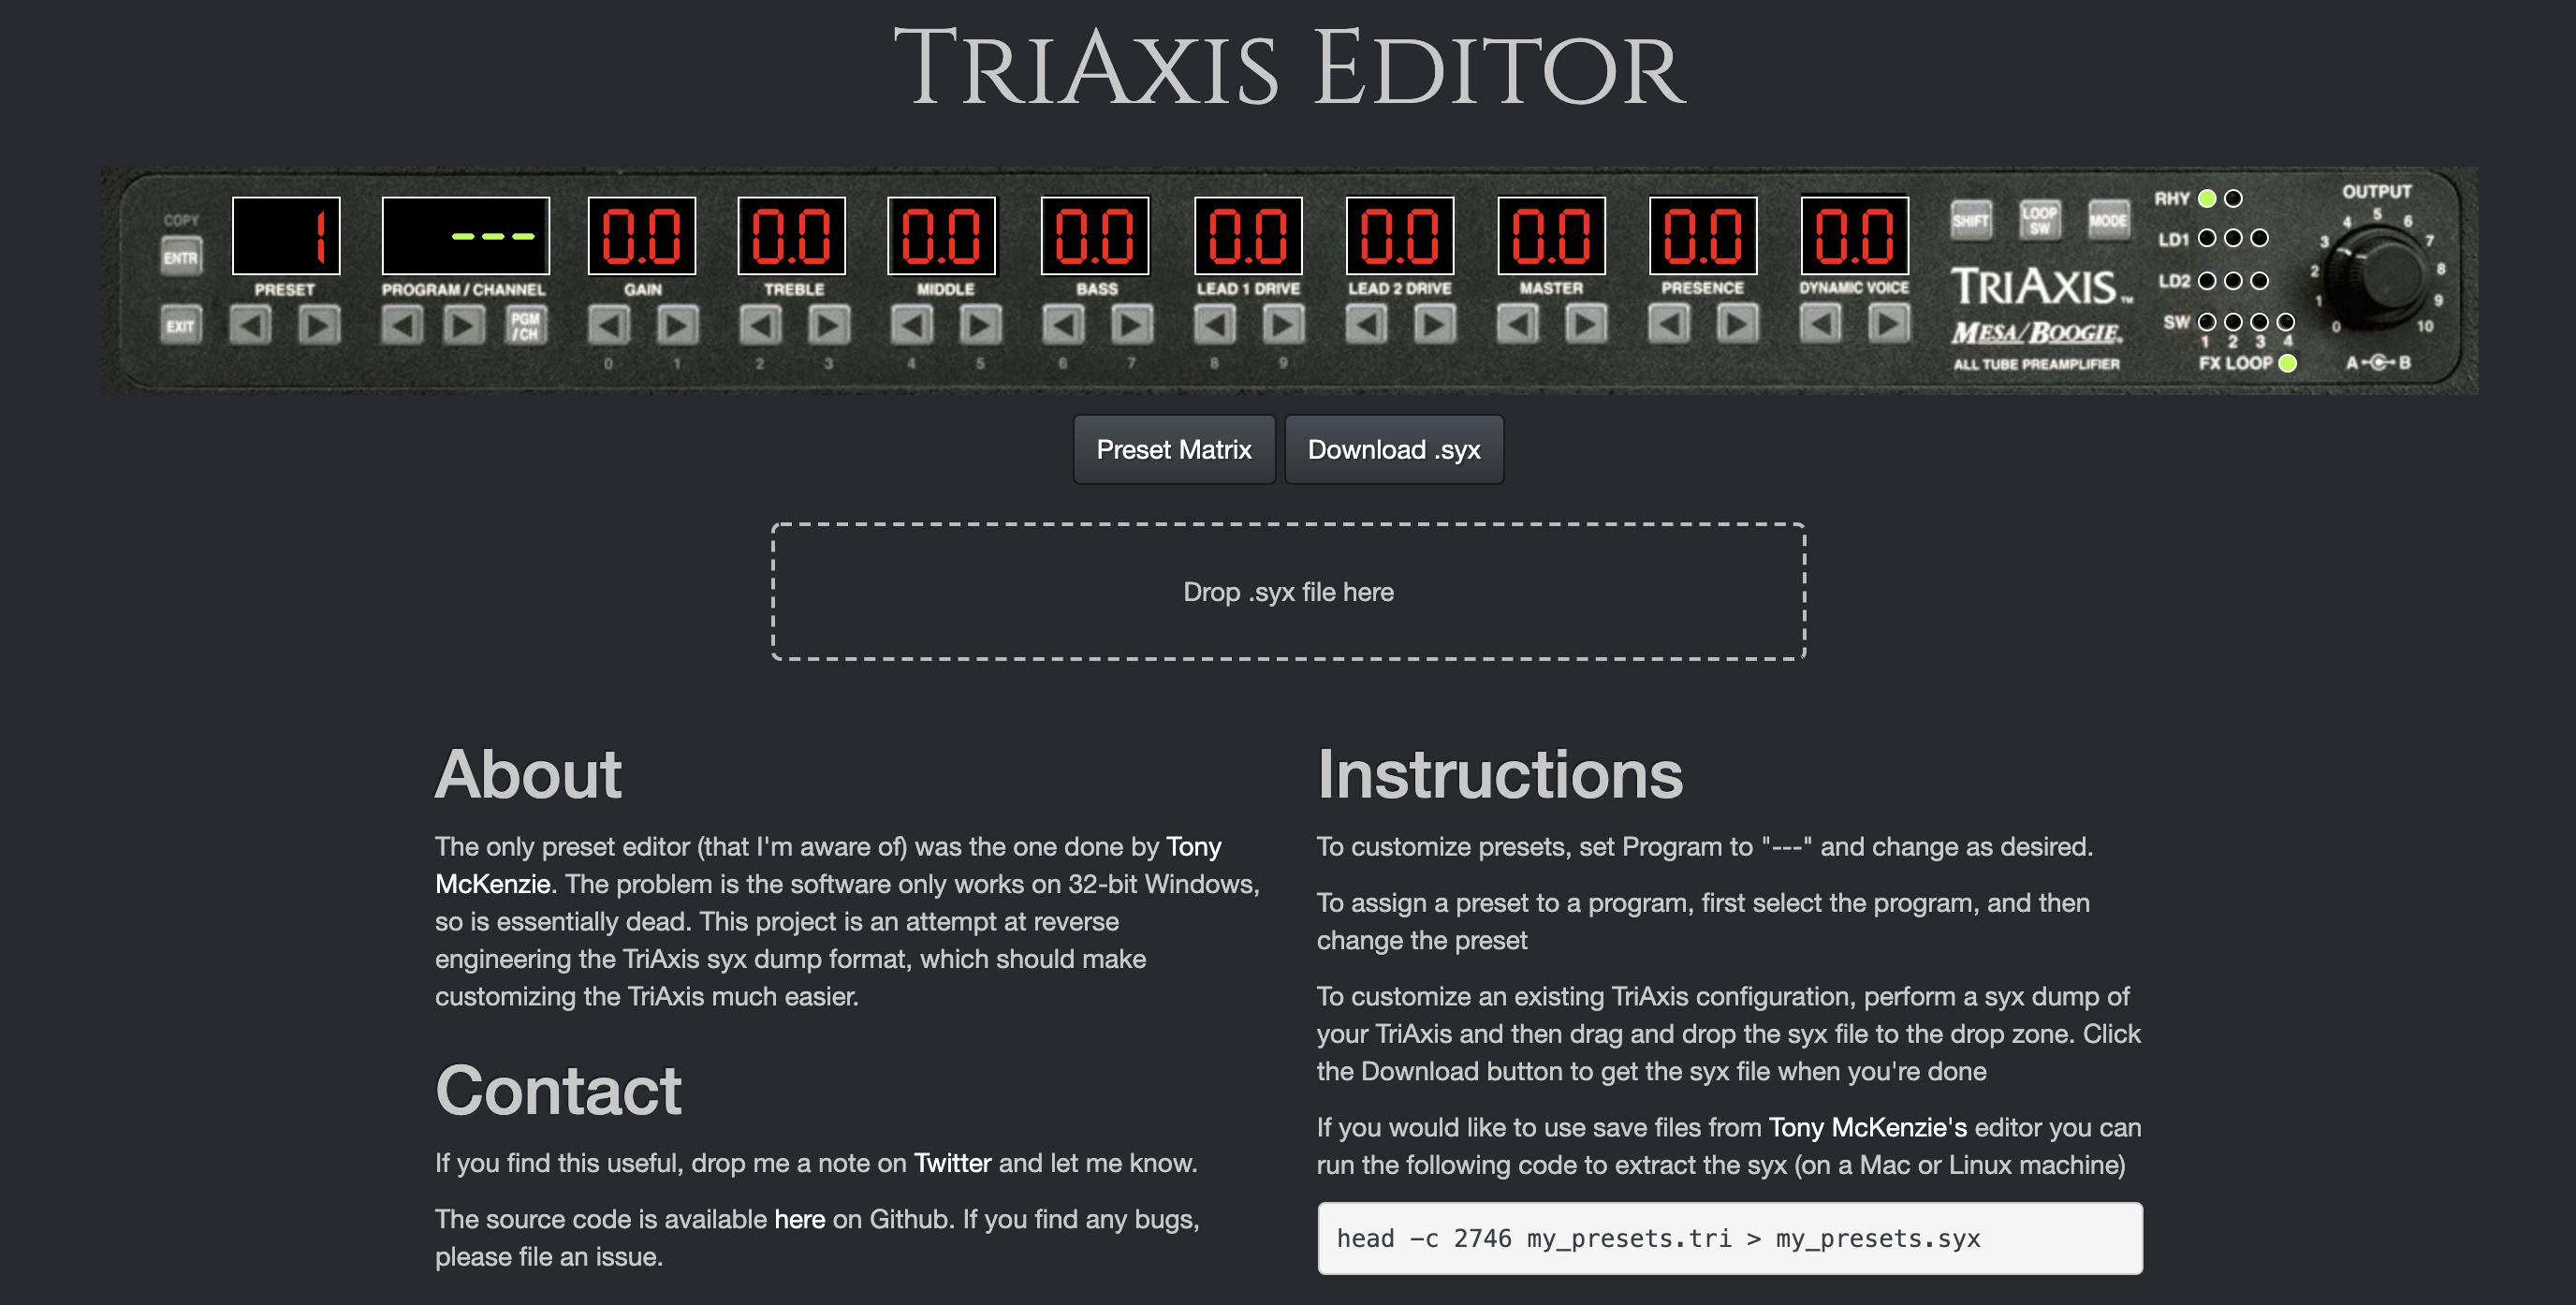 TriAxis Editor
COPY
ENTR
EXIT
1
PRESET
---
PROGRAM / CHANNEL
PGM
/CH
0.0
GAIN
0 1
0.0
TREBLE
2 3
0.0
MIDDLE
4 5
0.0
BASS
6 7
0.0
LEAD 1 DRIVE
8 9
0.0
LEAD 2 DRIVE
0.0
MASTER
0.0
PRESENCE
0.0
DYNAMIC VOICE
SHIFT
LOOP
SW
MODE
TRIAXIS™
MESA/BOOGIE®
ALL TUBE PREAMPLIFIER
RHY
LD1
LD2
SW
1 2 3 4
FX LOOP
OUTPUT
0 1 2 3 4 5 6 7 8 9 10
A B
Preset Matrix
Download .syx
Drop .syx file here
About
The only preset editor (that I'm aware of) was the one done by Tony
McKenzie. The problem is the software only works on 32-bit Windows,
so is essentially dead. This project is an attempt at reverse
engineering the TriAxis syx dump format, which should make
customizing the TriAxis much easier.
Contact
If you find this useful, drop me a note on Twitter and let me know.
The source code is available here on Github. If you find any bugs,
please file an issue.
Instructions
To customize presets, set Program to "---" and change as desired.
To assign a preset to a program, first select the program, and then
change the preset
To customize an existing TriAxis configuration, perform a syx dump of
your TriAxis and then drag and drop the syx file to the drop zone. Click
the Download button to get the syx file when you're done
If you would like to use save files from Tony McKenzie's editor you can
run the following code to extract the syx (on a Mac or Linux machine)
head -c 2746 my_presets.tri > my_presets.syx